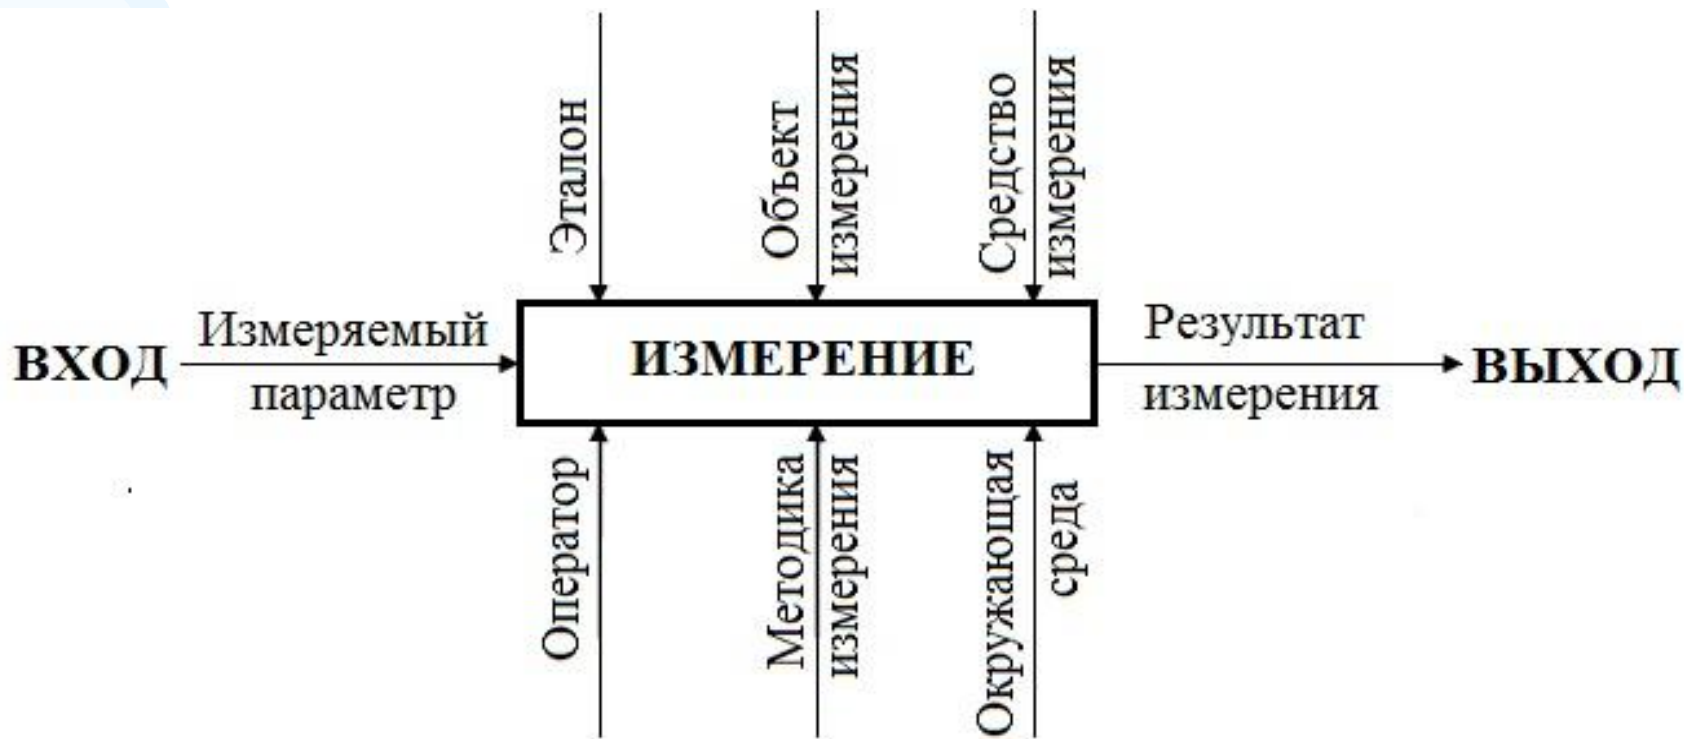 Эталон
Объект
измерения
Средство
измерения
ВХОД
Измеряемый
параметр
ИЗМЕРЕНИЕ
Результат
измерения
ВЫХОД
Оператор
Методика
измерения
Окружающая
среда